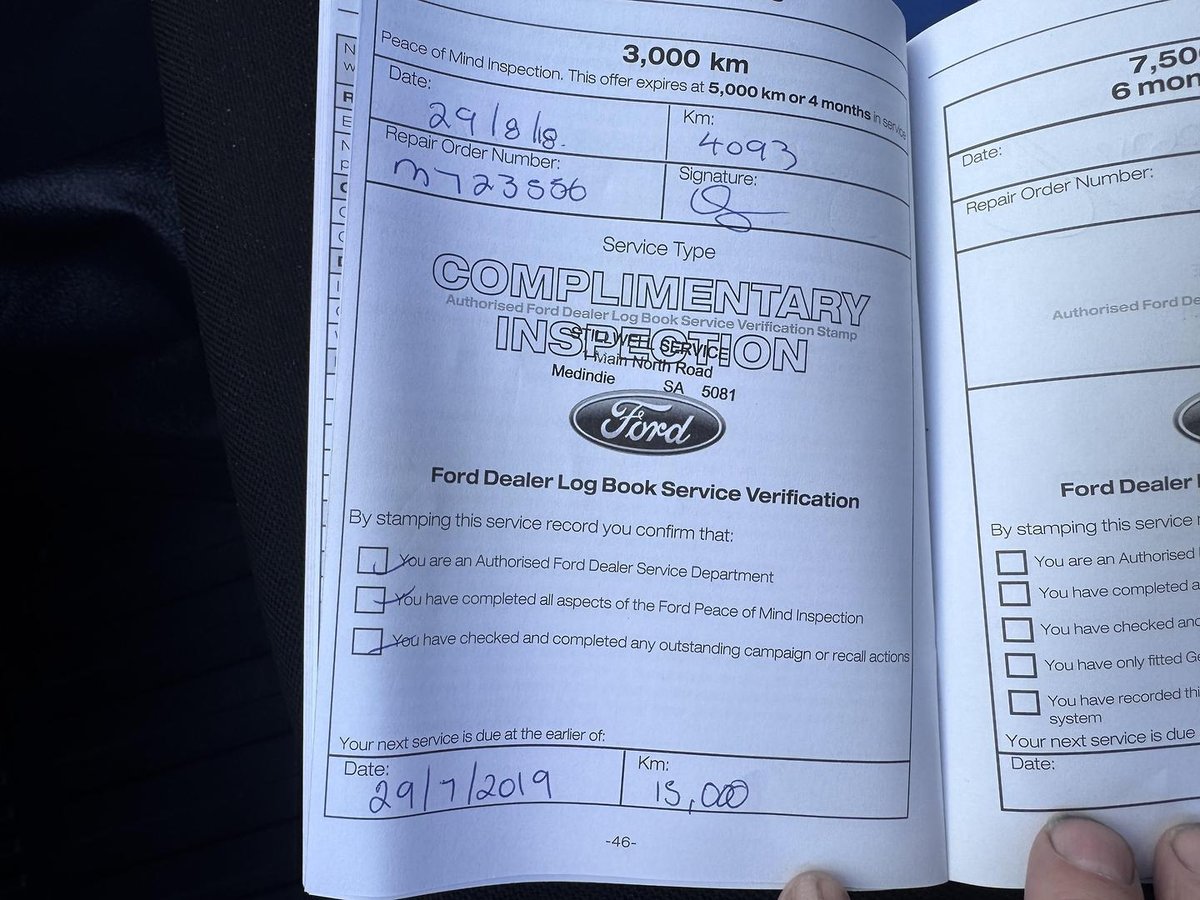 3,000 km
Peace of Mind Inspection. This offer expires at 5,000 km or 4 months in service
Date:
29/8/18.
Km:
4093
Repair Order Number:
Signature:
Service Type
COMPLIMENTARY
Authorised Ford Dealer Log Book Service Verification Stamp
INSPECTION
STILLWELL SERVICE
Main North Road
Medindie SA 5081
Ford
Ford Dealer Log Book Service Verification
By stamping this service record you confirm that:
You are an Authorised Ford Dealer Service Department
You have completed all aspects of the Ford Peace of Mind Inspection
You have checked and completed any outstanding campaign or recall actions
Your next service is due at the earlier of:
Date:
29/7/2019
Km:
15,000
-46-
7,50
6 mon
Date:
Repair Order Number:
Authorised Ford De
Ford Dealer
By stamping this service
You are an Authorised
You have completed a
You have checked and
You have only fitted Ge
You have recorded thi
system
Your next service is due
Date: